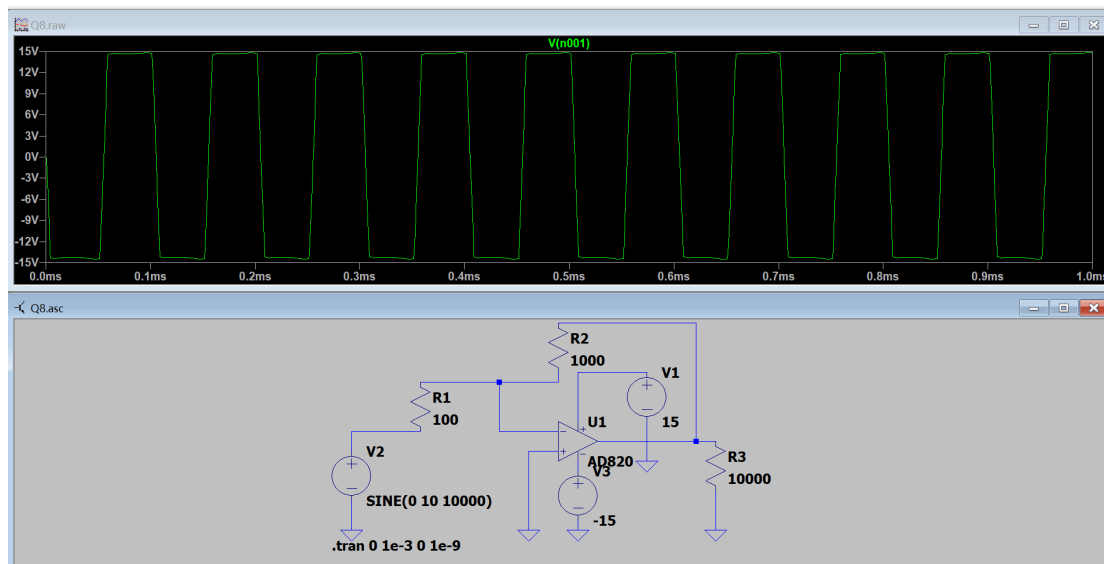 Q8.raw
V(n001)
15V
12V
9V
6V
3V
0V
-3V
-6V
-9V
-12V
-15V
0.0ms 0.1ms 0.2ms 0.3ms 0.4ms 0.5ms 0.6ms 0.7ms 0.8ms 0.9ms 1.0ms
Q8.asc
R2
1000
R1
100
V1
15
U1
AD820
V2
SINE(0 10 10000)
V3
-15
R3
10000
.tran 0 1e-3 0 1e-9